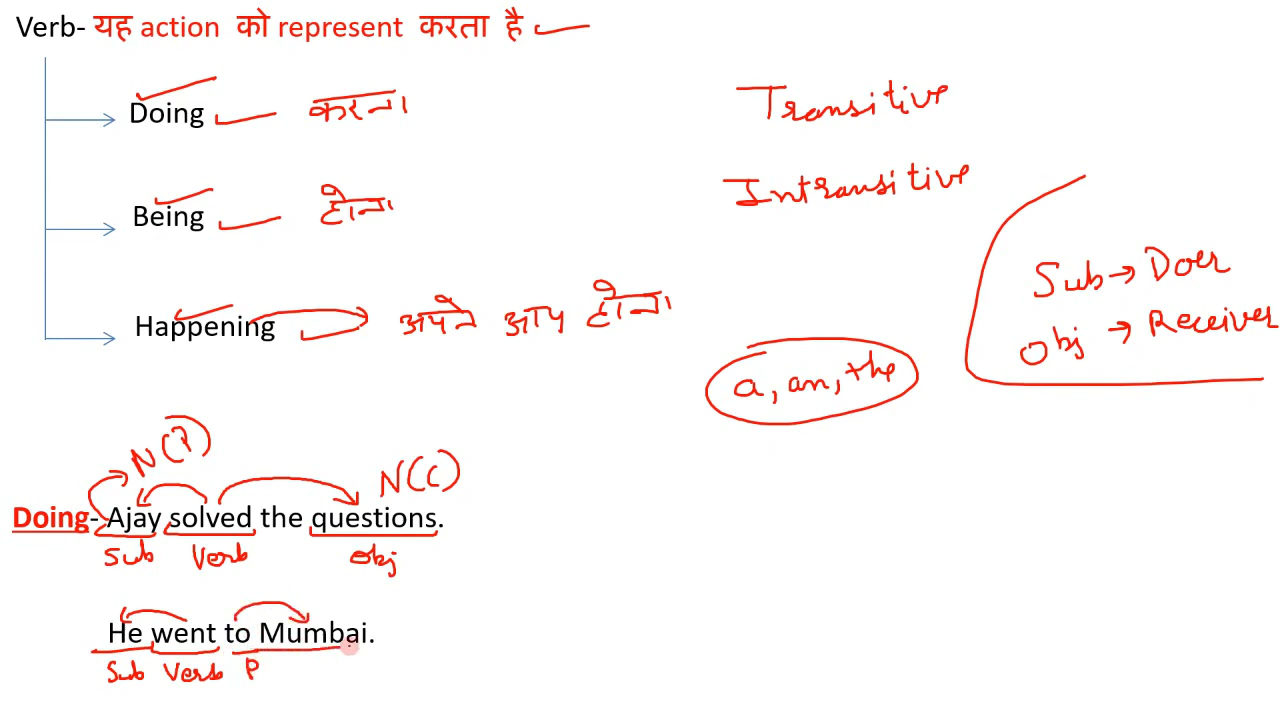 Verb- यह action को represent करता है
Doing करना
Transitive
Being होना
Intransitive
Sub → Doer
Happening अपने आप होना
Obj → Receiver
a, an, the
N(P)
N(C)
Doing- Ajay solved the questions.
Sub Verb Obj
He went to Mumbai.
Sub Verb P